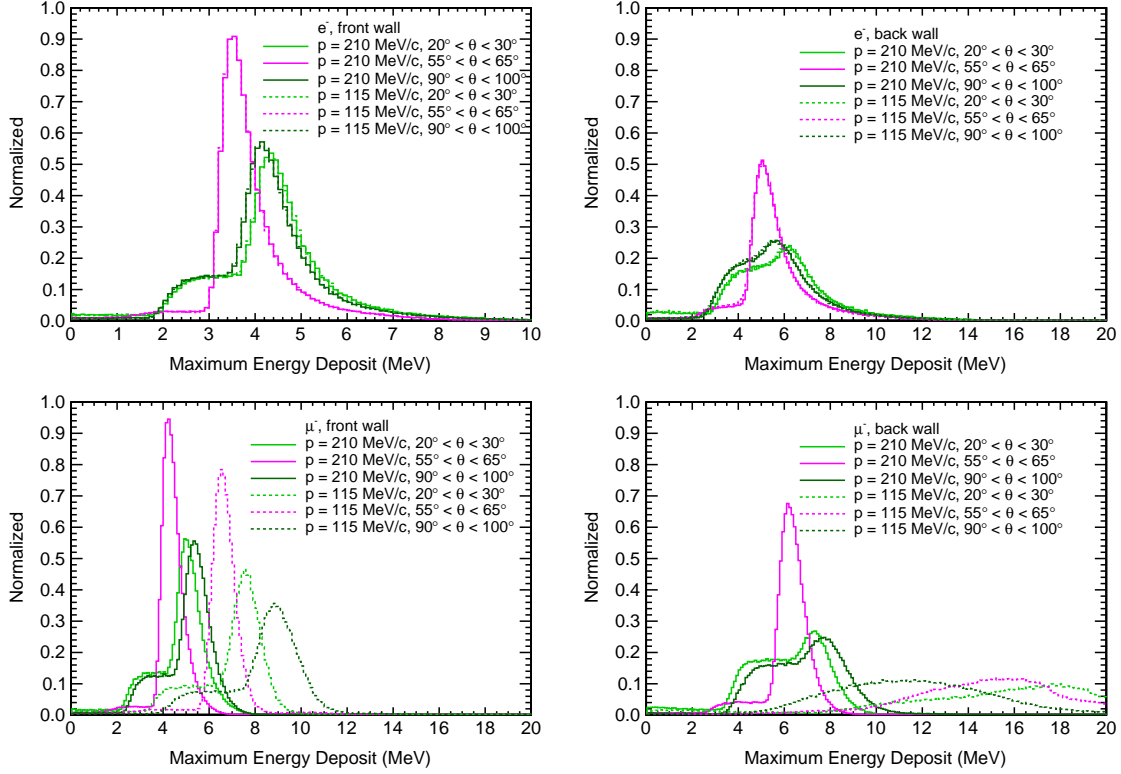 1.0
0.9
0.8
0.7
0.6
0.5
0.4
0.3
0.2
0.1
0.0
Normalized
e-, front wall
p = 210 MeV/c, 20° < θ < 30°
p = 210 MeV/c, 55° < θ < 65°
p = 210 MeV/c, 90° < θ < 100°
p = 115 MeV/c, 20° < θ < 30°
p = 115 MeV/c, 55° < θ < 65°
p = 115 MeV/c, 90° < θ < 100°
0 1 2 3 4 5 6 7 8 9 10
Maximum Energy Deposit (MeV)
1.0
0.9
0.8
0.7
0.6
0.5
0.4
0.3
0.2
0.1
0.0
Normalized
e-, back wall
p = 210 MeV/c, 20° < θ < 30°
p = 210 MeV/c, 55° < θ < 65°
p = 210 MeV/c, 90° < θ < 100°
p = 115 MeV/c, 20° < θ < 30°
p = 115 MeV/c, 55° < θ < 65°
p = 115 MeV/c, 90° < θ < 100°
0 2 4 6 8 10 12 14 16 18 20
Maximum Energy Deposit (MeV)
1.0
0.9
0.8
0.7
0.6
0.5
0.4
0.3
0.2
0.1
0.0
Normalized
μ-, front wall
p = 210 MeV/c, 20° < θ < 30°
p = 210 MeV/c, 55° < θ < 65°
p = 210 MeV/c, 90° < θ < 100°
p = 115 MeV/c, 20° < θ < 30°
p = 115 MeV/c, 55° < θ < 65°
p = 115 MeV/c, 90° < θ < 100°
0 2 4 6 8 10 12 14 16 18 20
Maximum Energy Deposit (MeV)
1.0
0.9
0.8
0.7
0.6
0.5
0.4
0.3
0.2
0.1
0.0
Normalized
μ-, back wall
p = 210 MeV/c, 20° < θ < 30°
p = 210 MeV/c, 55° < θ < 65°
p = 210 MeV/c, 90° < θ < 100°
p = 115 MeV/c, 20° < θ < 30°
p = 115 MeV/c, 55° < θ < 65°
p = 115 MeV/c, 90° < θ < 100°
0 2 4 6 8 10 12 14 16 18 20
Maximum Energy Deposit (MeV)